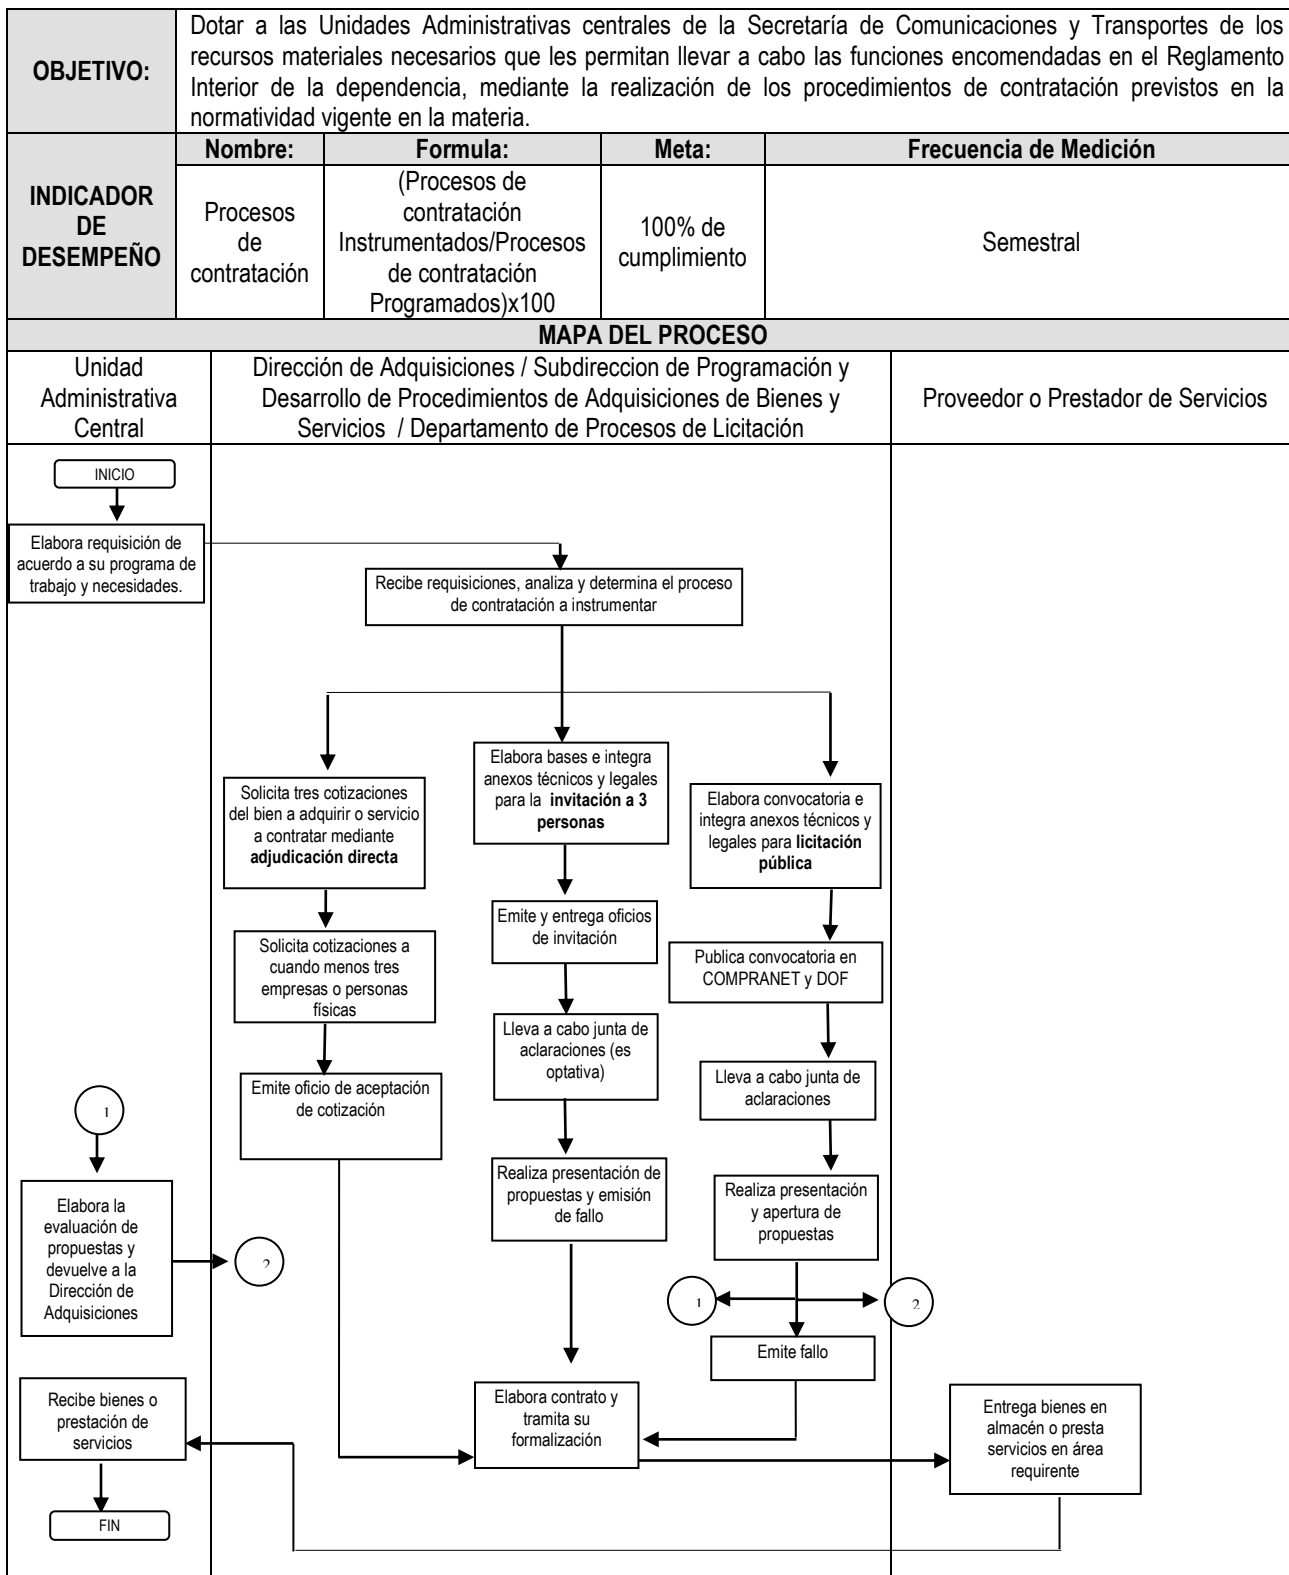 OBJETIVO:
Dotar a las Unidades Administrativas centrales de la Secretaría de Comunicaciones y Transportes de los
recursos materiales necesarios que les permitan llevar a cabo las funciones encomendadas en el Reglamento
Interior de la dependencia, mediante la realización de los procedimientos de contratación previstos en la
normatividad vigente en la materia.
INDICADOR
DE
DESEMPEÑO
Nombre:
Formula:
Meta:
Frecuencia de Medición
Procesos
de
contratación
(Procesos de
contratación
Instrumentados/Procesos
de contratación
Programados)x100
100% de
cumplimiento
Semestral
MAPA DEL PROCESO
Unidad
Administrativa
Central
Dirección de Adquisiciones / Subdireccion de Programación y
Desarrollo de Procedimientos de Adquisiciones de Bienes y
Servicios / Departamento de Procesos de Licitación
Proveedor o Prestador de Servicios
INICIO
Elabora requisición de
acuerdo a su programa de
trabajo y necesidades.
Recibe requisiciones, analiza y determina el proceso
de contratación a instrumentar
Solicita tres cotizaciones
del bien a adquirir o servicio
a contratar mediante
adjudicación directa
Elabora bases e integra
anexos técnicos y legales
para la invitación a 3
personas
Elabora convocatoria e
integra anexos técnicos y
legales para licitación
pública
Solicita cotizaciones a
cuando menos tres
empresas o personas
físicas
Emite y entrega oficios
de invitación
Publica convocatoria en
COMPRANET y DOF
Emite oficio de aceptación
de cotización
Lleva a cabo junta de
aclaraciones (es
optativa)
Lleva a cabo junta de
aclaraciones
1
Elabora la
evaluación de
propuestas y
devuelve a la
Dirección de
Adquisiciones
2
Realiza presentación de
propuestas y emisión
de fallo
Realiza presentación
y apertura de
propuestas
1
2
Emite fallo
Recibe bienes o
prestación de
servicios
Elabora contrato y
tramita su
formalización
Entrega bienes en
almacén o presta
servicios en área
requirente
FIN